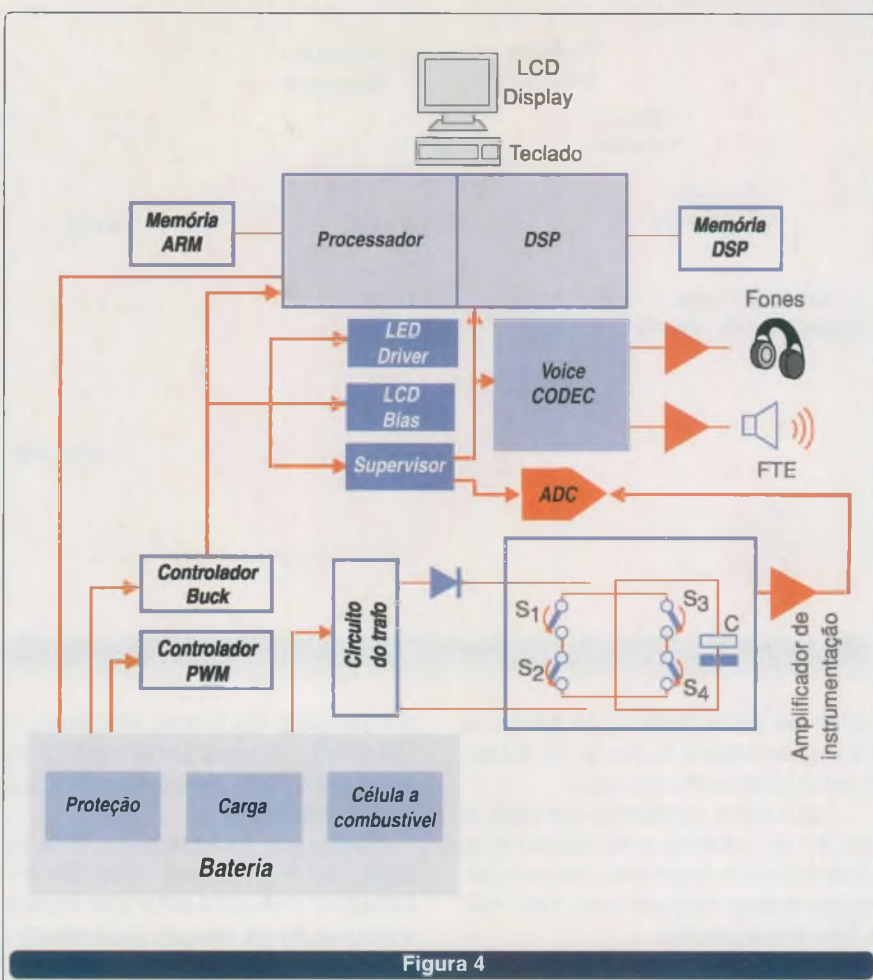 LCD
Display
Teclado
Memória
ARM
Processador
DSP
Memória
DSP
Fones
LED
Driver
LCD
Bias
Voice
CODEC
Supervisor
FTE
ADC
Controlador
Buck
Controlador
PWM
Circuito
do trafo
S1
S2
S3
S4
C
Amplificador de
instrumentação
Proteção
Carga
Célula a
combustível
Bateria
Figura 4